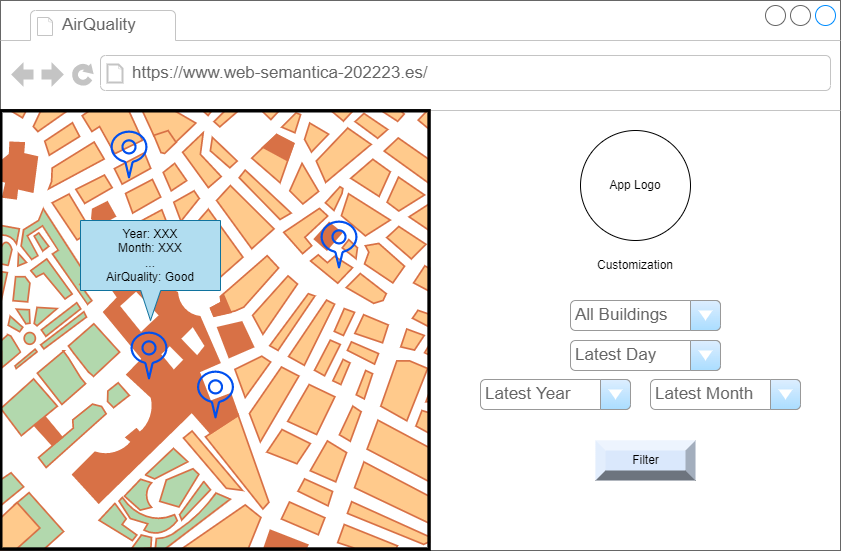 AirQuality
https://www.web-semantica-202223.es/
Year: XXX
Month: XXX
...
AirQuality: Good
App Logo
Customization
All Buildings
Latest Day
Latest Year
Latest Month
Filter